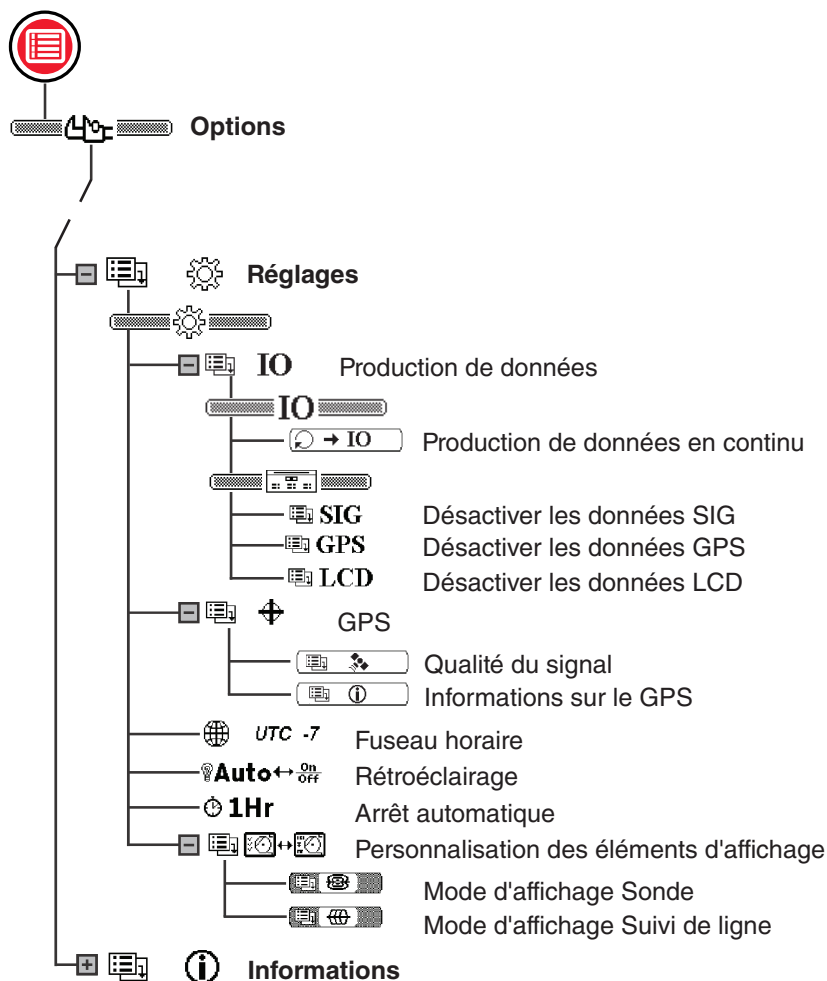 Options
Réglages
IO Production de données
IO
→ IO Production de données en continu
SIG Désactiver les données SIG
GPS Désactiver les données GPS
LCD Désactiver les données LCD
GPS
Qualité du signal
Informations sur le GPS
UTC -7 Fuseau horaire
Auto↔On/Off Rétroéclairage
1Hr Arrêt automatique
Personnalisation des éléments d'affichage
Mode d'affichage Sonde
Mode d'affichage Suivi de ligne
Informations